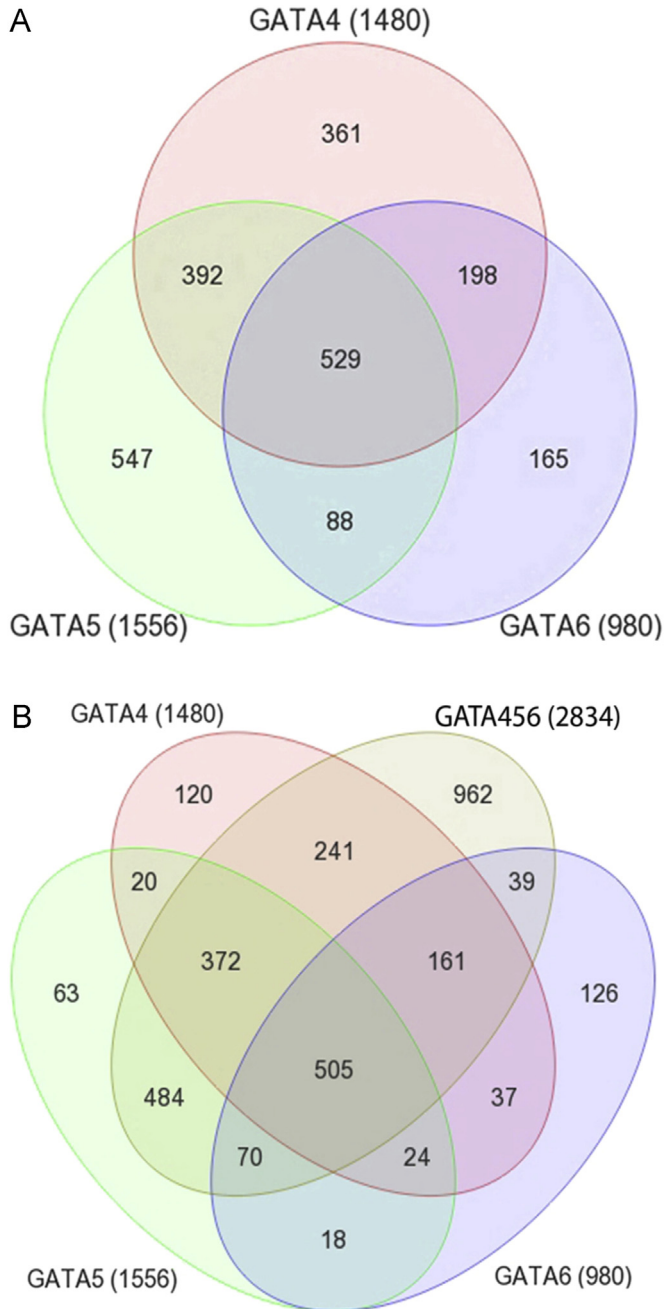 A
GATA4 (1480)
361
392
198
529
547
165
88
GATA5 (1556)
GATA6 (980)
B
GATA4 (1480)
GATA456 (2834)
120
962
241
20
39
372
161
63
126
505
484
37
70
24
18
GATA5 (1556)
GATA6 (980)